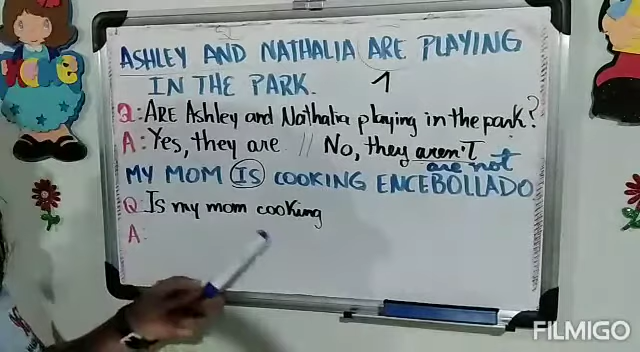 ASHLEY AND NATHALIA ARE PLAYING
IN THE PARK.
1
Q: ARE Ashley and Nathalia playing in the park?
A: Yes, they are // No, they aren't
are not
MY MOM IS COOKING ENCEBOLLADO
Q: Is my mom cooking
A:
FILMIGO